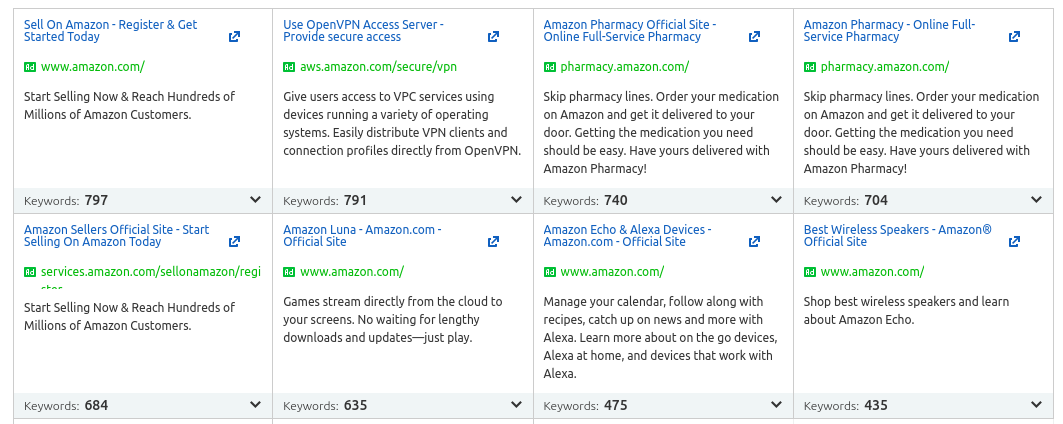 Sell On Amazon - Register & Get
Started Today
Ad www.amazon.com/
Start Selling Now & Reach Hundreds of
Millions of Amazon Customers.
Keywords: 797
Use OpenVPN Access Server -
Provide secure access
Ad aws.amazon.com/secure/vpn
Give users access to VPC services using
devices running a variety of operating
systems. Easily distribute VPN clients and
connection profiles directly from OpenVPN.
Keywords: 791
Amazon Pharmacy Official Site -
Online Full-Service Pharmacy
Ad pharmacy.amazon.com/
Skip pharmacy lines. Order your medication
on Amazon and get it delivered to your
door. Getting the medication you need
should be easy. Have yours delivered with
Amazon Pharmacy!
Keywords: 740
Amazon Pharmacy - Online Full-
Service Pharmacy
Ad pharmacy.amazon.com/
Skip pharmacy lines. Order your medication
on Amazon and get it delivered to your
door. Getting the medication you need
should be easy. Have yours delivered with
Amazon Pharmacy!
Keywords: 704
Amazon Sellers Official Site - Start
Selling On Amazon Today
Ad services.amazon.com/sellonamazon/regi
Start Selling Now & Reach Hundreds of
Millions of Amazon Customers.
Keywords: 684
Amazon Luna - Amazon.com -
Official Site
Ad www.amazon.com/
Games stream directly from the cloud to
your screens. No waiting for lengthy
downloads and updates—just play.
Keywords: 635
Amazon Echo & Alexa Devices -
Amazon.com - Official Site
Ad www.amazon.com/
Manage your calendar, follow along with
recipes, catch up on news and more with
Alexa. Learn more about on the go devices,
Alexa at home, and devices that work with
Alexa.
Keywords: 475
Best Wireless Speakers - Amazon®
Official Site
Ad www.amazon.com/
Shop best wireless speakers and learn
about Amazon Echo.
Keywords: 435